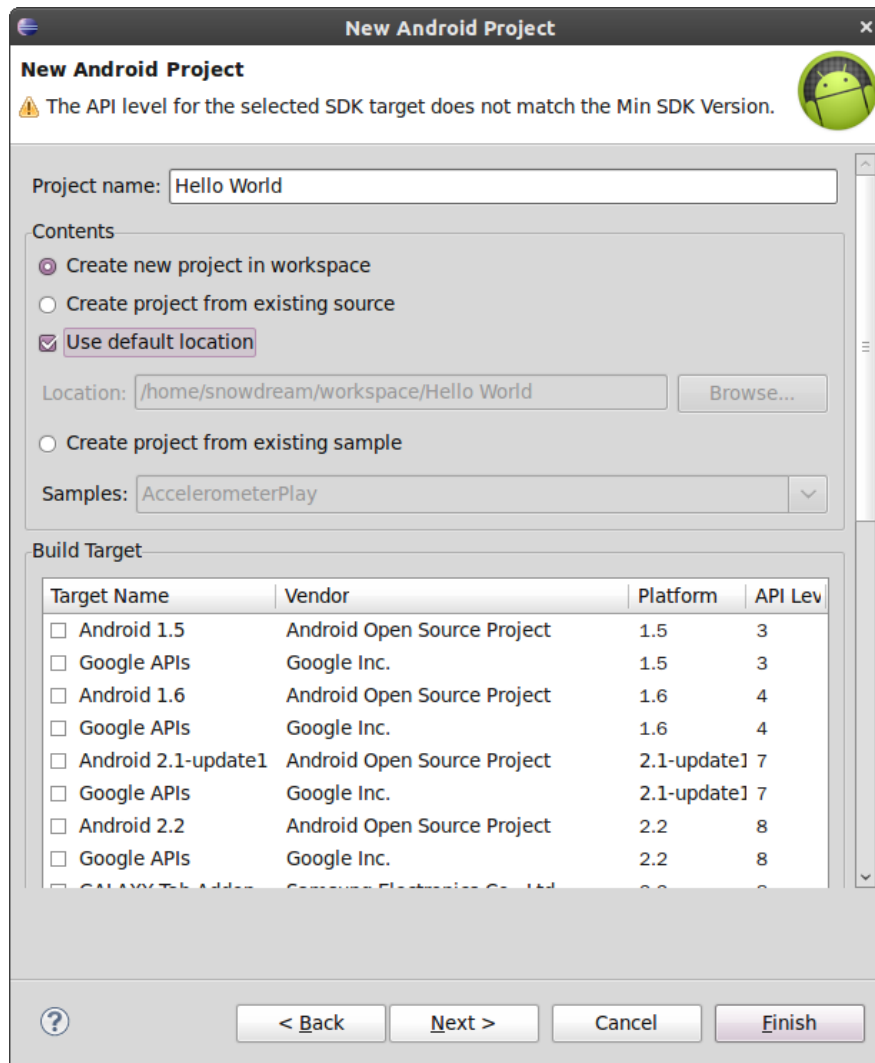 New Android Project
New Android Project
The API level for the selected SDK target does not match the Min SDK Version.
Project name: Hello World
Contents
Create new project in workspace
Create project from existing source
Use default location
Location: /home/snowdream/workspace/Hello World Browse...
Create project from existing sample
Samples: AccelerometerPlay
Build Target
Target Name Vendor Platform API Lev
Android 1.5 Android Open Source Project 1.5 3
Google APIs Google Inc. 1.5 3
Android 1.6 Android Open Source Project 1.6 4
Google APIs Google Inc. 1.6 4
Android 2.1-update1 Android Open Source Project 2.1-update1 7
Google APIs Google Inc. 2.1-update1 7
Android 2.2 Android Open Source Project 2.2 8
Google APIs Google Inc. 2.2 8
< Back Next > Cancel Finish